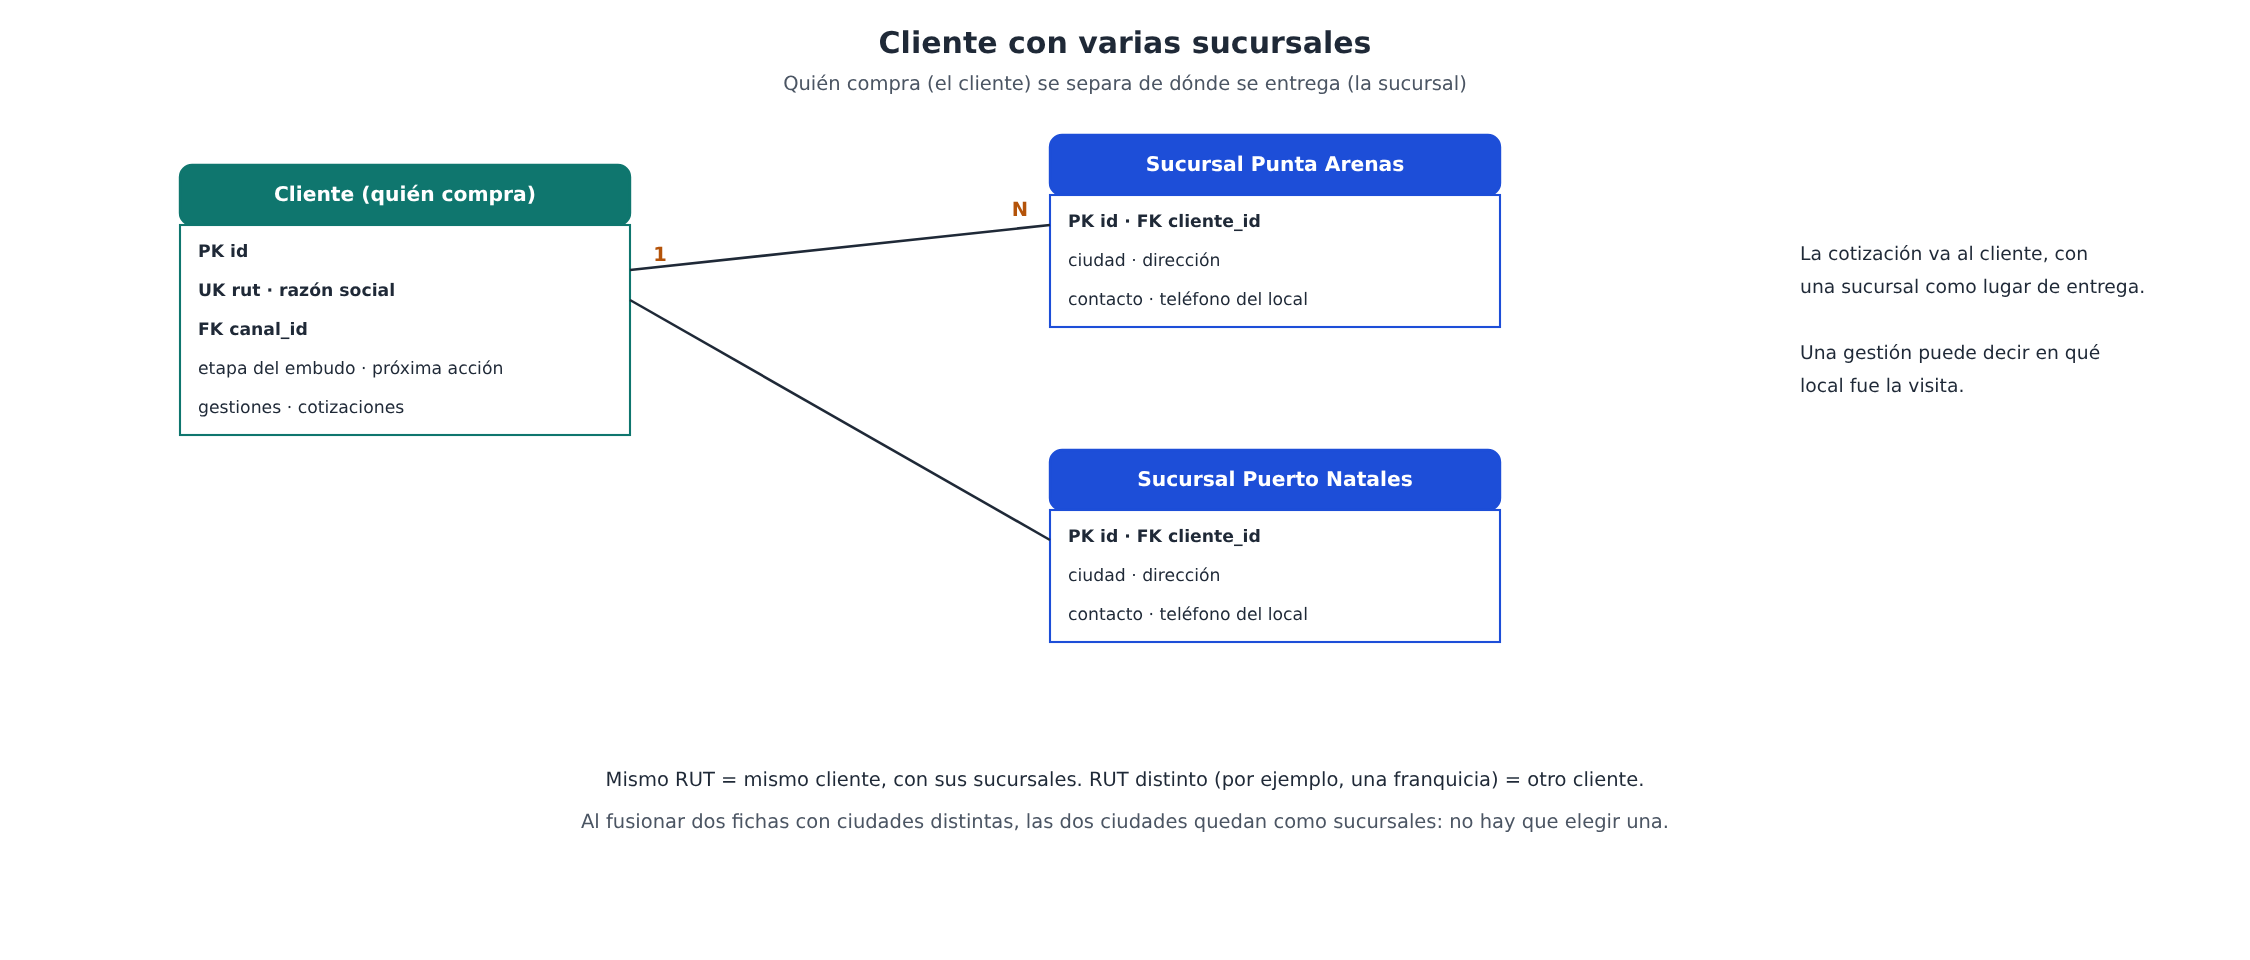 Cliente con varias sucursales
Quién compra (el cliente) se separa de dónde se entrega (la sucursal)
Cliente (quién compra)
PK id
UK rut · razón social
FK canal_id
etapa del embudo · próxima acción
gestiones · cotizaciones
1
N
Sucursal Punta Arenas
PK id · FK cliente_id
ciudad · dirección
contacto · teléfono del local
Sucursal Puerto Natales
PK id · FK cliente_id
ciudad · dirección
contacto · teléfono del local
La cotización va al cliente, con
una sucursal como lugar de entrega.
Una gestión puede decir en qué
local fue la visita.
Mismo RUT = mismo cliente, con sus sucursales. RUT distinto (por ejemplo, una franquicia) = otro cliente.
Al fusionar dos fichas con ciudades distintas, las dos ciudades quedan como sucursales: no hay que elegir una.